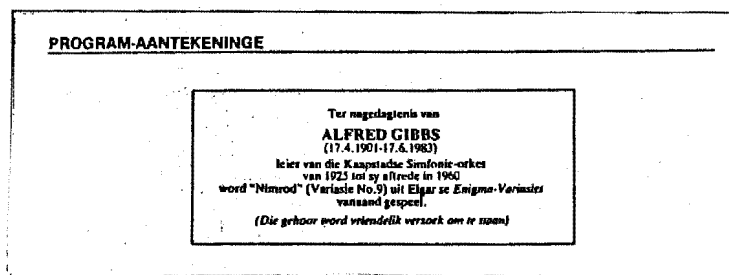 PROGRAM-AANTEKENINGE
Ter nagedagtenis van
ALFRED GIBBS
(17.4.1901-17.6.1983)
leier van die Kaapstadse Simfonie-orkes
van 1925 tot sy aftrede in 1960
word "Nimrod" (Variasie No.9) uit Elgar se Enigma-Variasies
vanaand gespeel.
(Die gehoor word vriendelik versoek om te staan)